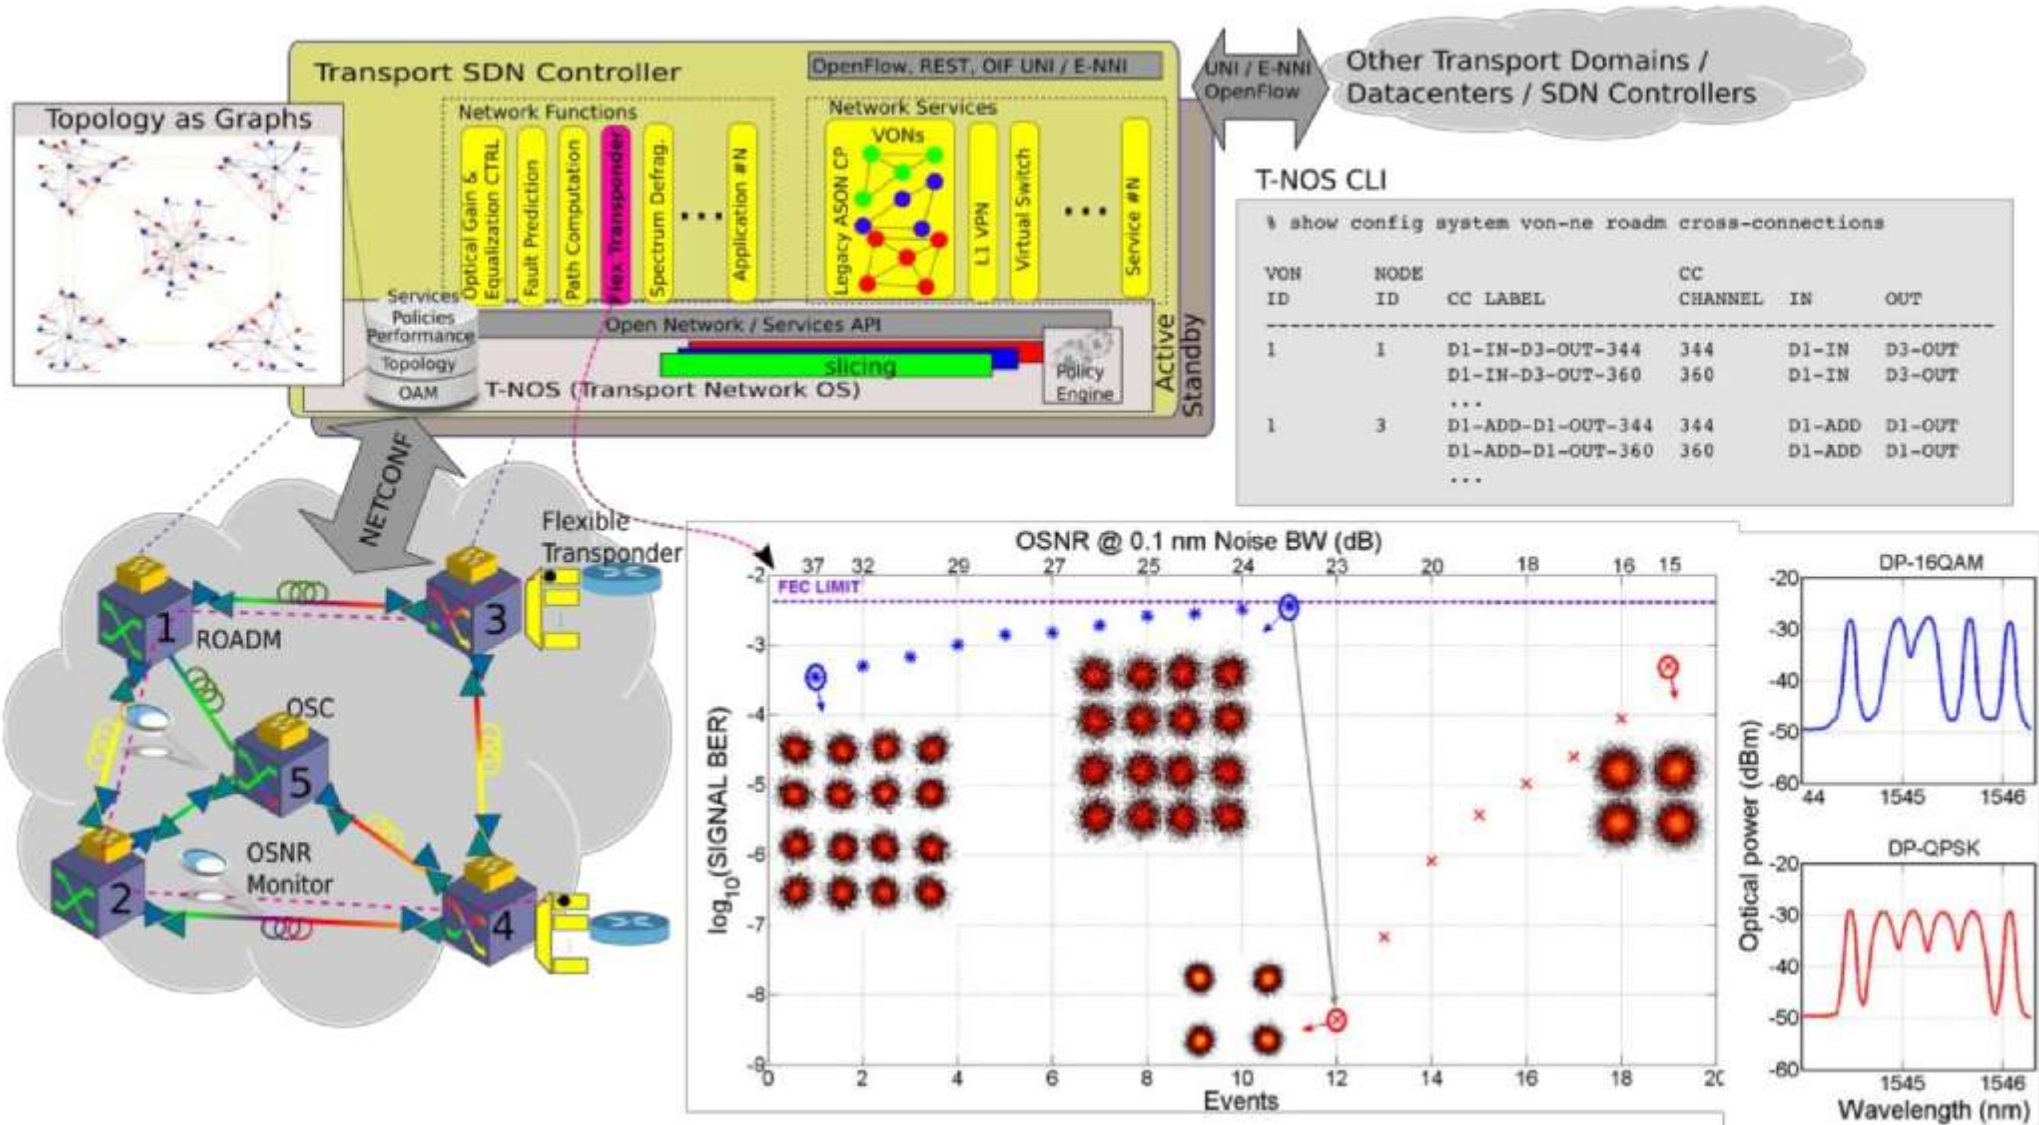 Transport SDN Controller
OpenFlow, REST, OIF UNI / E-NNI
UNI / E-NNI
OpenFlow
Other Transport Domains /
Datacenters / SDN Controllers
Topology as Graphs
Network Functions
Optical Gain &
Equalization CTRL
Fault Prediction
Path Computation
Flex Transponder
Spectrum Defrag.
...
Application #N
Network Services
Legacy ASON CP
VONs
L1 VPN
Virtual Switch
...
Service #N
Services
Policies
Performance
Topology
OAM
Open Network / Services API
slicing
T-NOS (Transport Network OS)
Policy
Engine
Active
Standby
T-NOS CLI
% show config system von-ne roadm cross-connections
VON NODE CC
ID ID CC LABEL CHANNEL IN OUT
--------------------------------------------------------------
1 1 D1-IN-D3-OUT-344 344 D1-IN D3-OUT
D1-IN-D3-OUT-360 360 D1-IN D3-OUT
...
1 3 D1-ADD-D1-OUT-344 344 D1-ADD D1-OUT
D1-ADD-D1-OUT-360 360 D1-ADD D1-OUT
...
NETCONF
Flexible
Transponder
1
ROADM
3
OSC
5
OSNR
Monitor
2
4
OSNR @ 0.1 nm Noise BW (dB)
37 32 29 27 25 24 23 20 18 16 15
FEC LIMIT
-2
-3
-4
-5
-6
-7
-8
-9
log10(SIGNAL BER)
0 2 4 6 8 10 12 14 16 18 20
Events
DP-16QAM
-20
-30
-40
-50
-60
44 1545 1546
Optical power (dBm)
DP-QPSK
-20
-30
-40
-50
-60
1545 1546
Wavelength (nm)